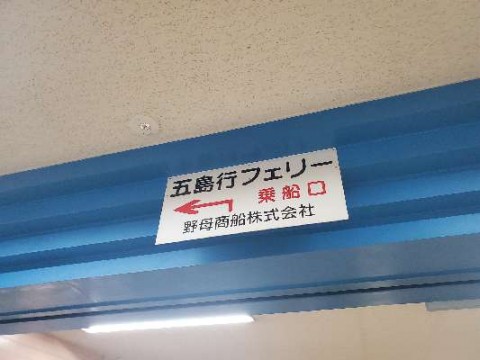 五島行フェリー
乗船口
野母商船株式会社